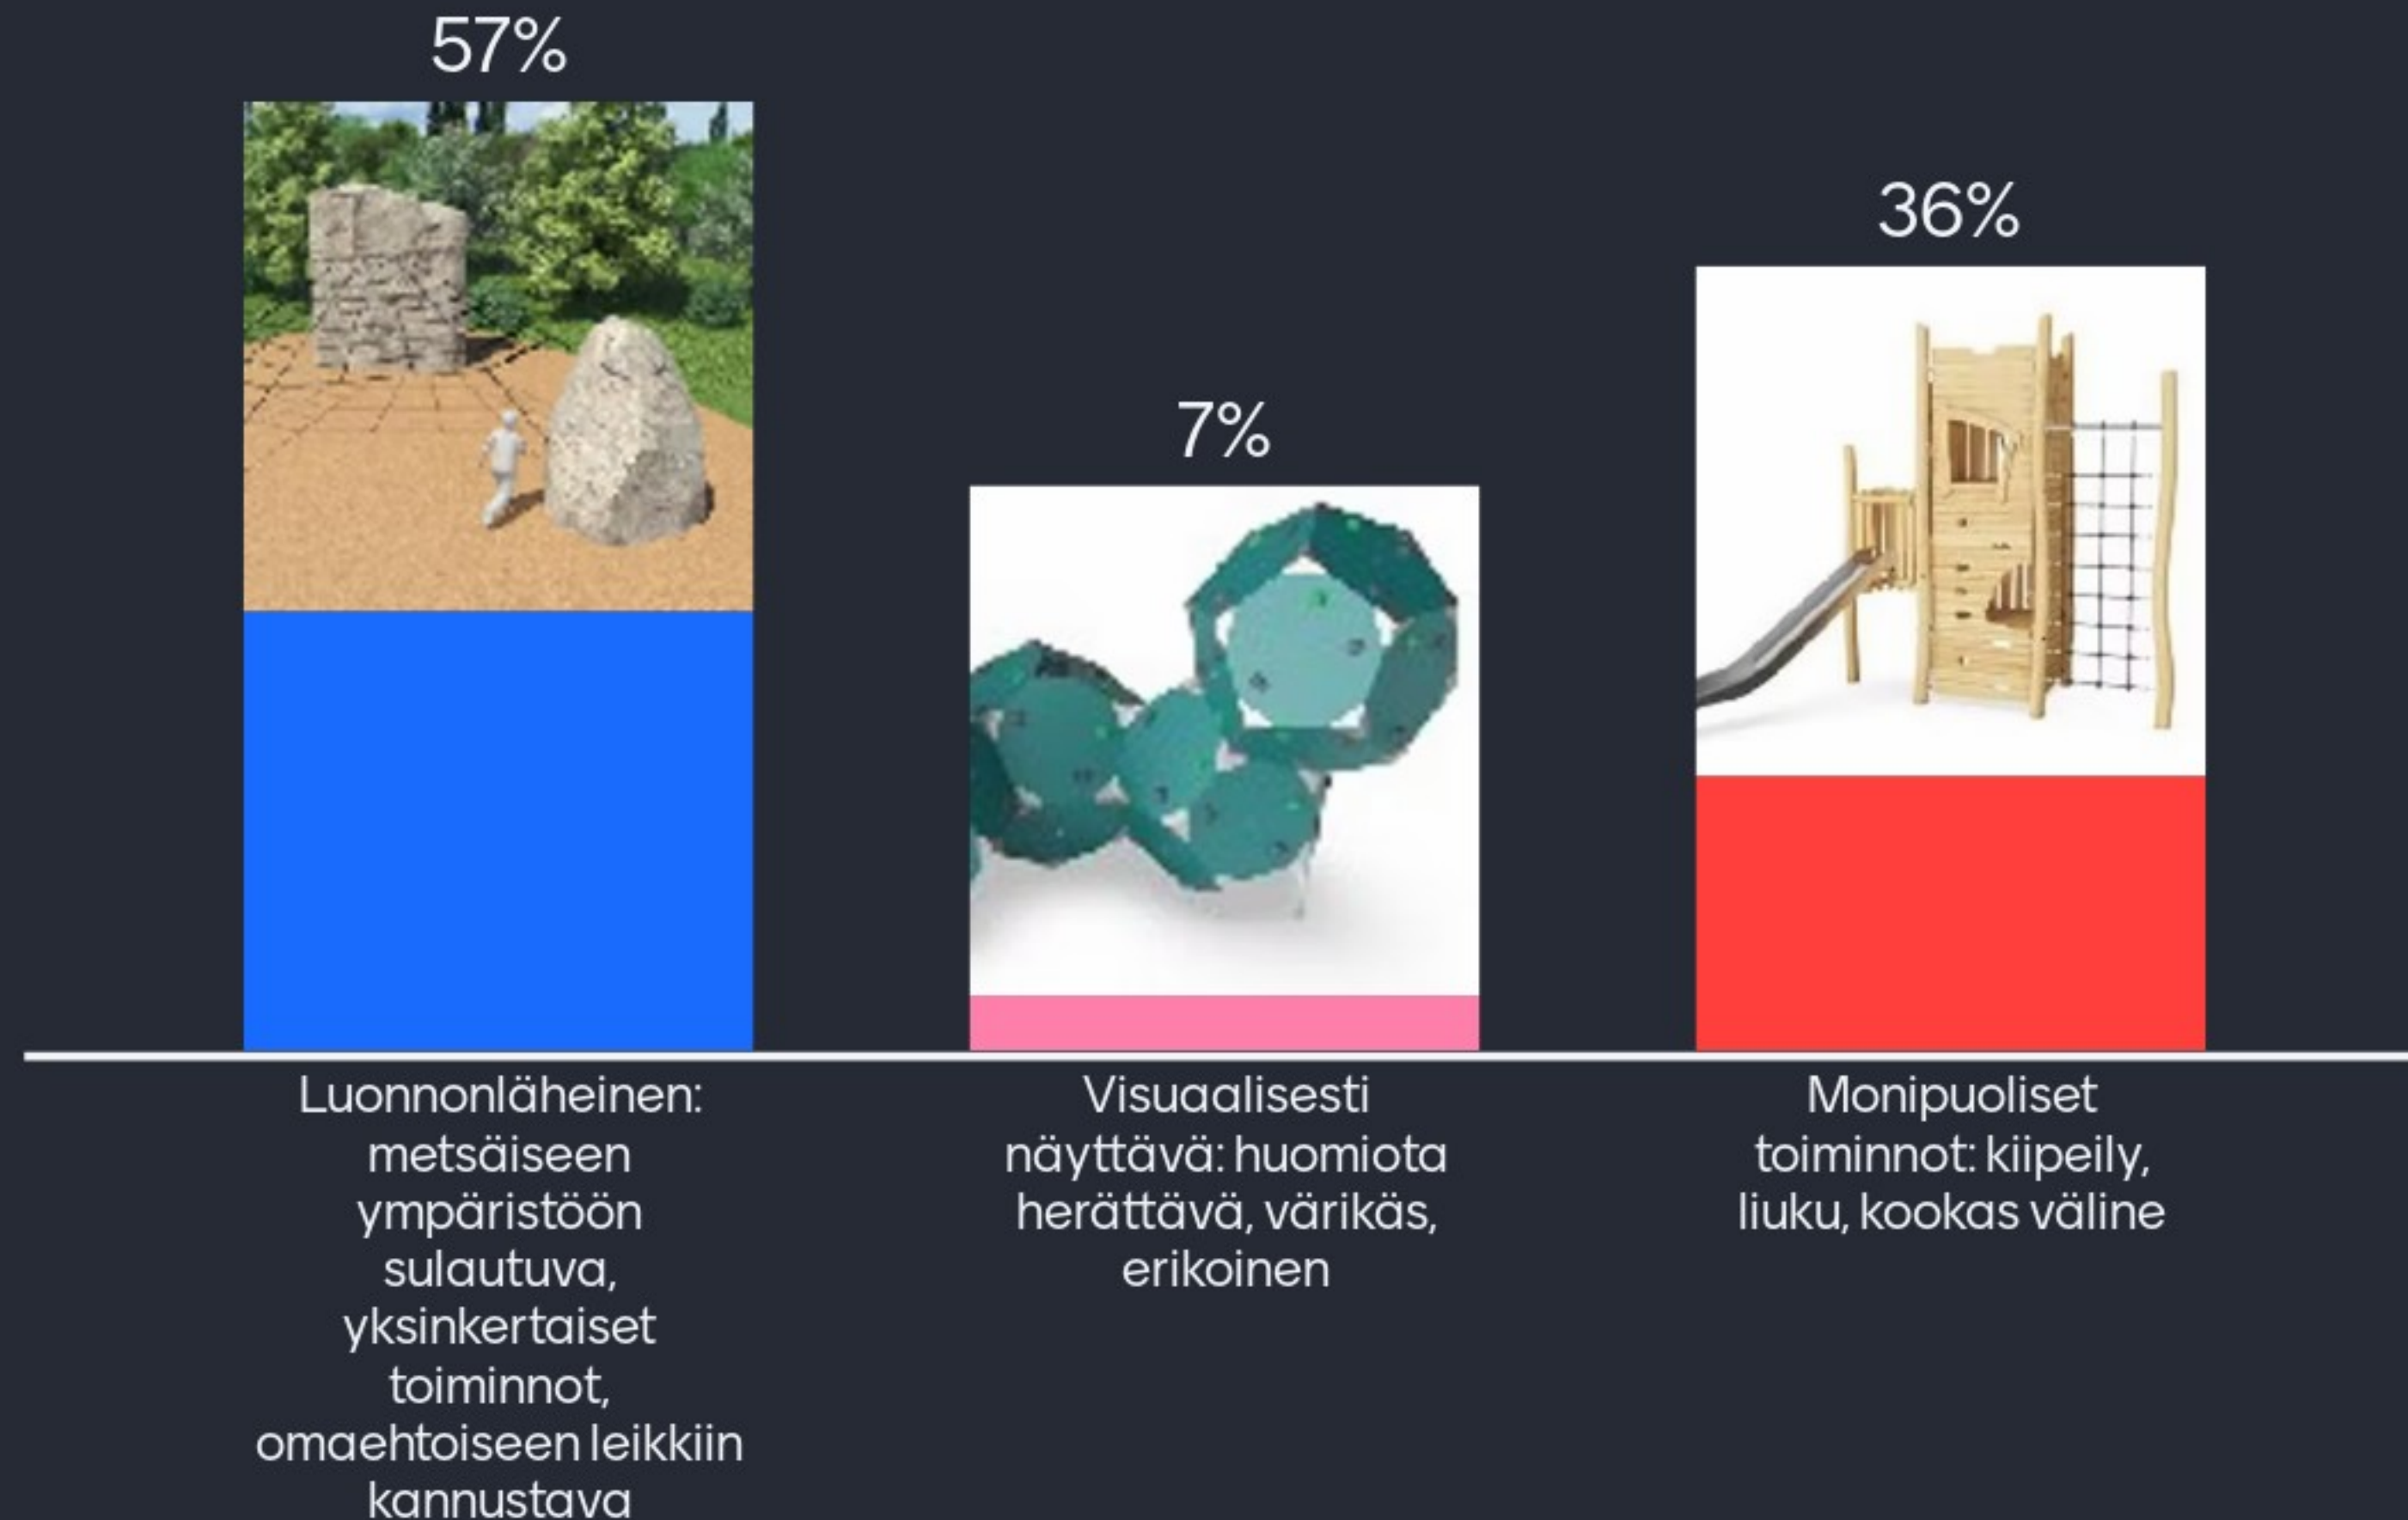 57%
7%
36%
Luonnonläheinen:
metsäiseen
ympäristöön
sulautuva,
yksinkertaiset
toiminnot,
omaehtoiseen leikkiin
kannustava
Visuaalisesti
näyttävä: huomiota
herättävä, värikäs,
erikoinen
Monipuoliset
toiminnot: kiipeily,
liuku, kookas väline